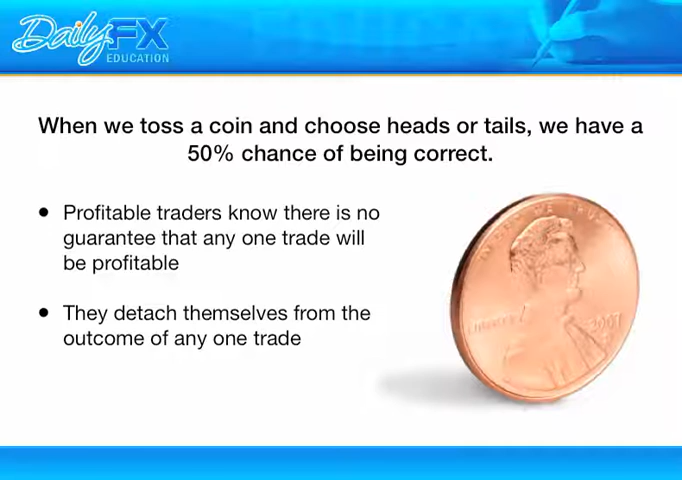 DailyFX
EDUCATION
When we toss a coin and choose heads or tails, we have a
50% chance of being correct.
• Profitable traders know there is no
guarantee that any one trade will
be profitable
• They detach themselves from the
outcome of any one trade
LIBERTY
2007